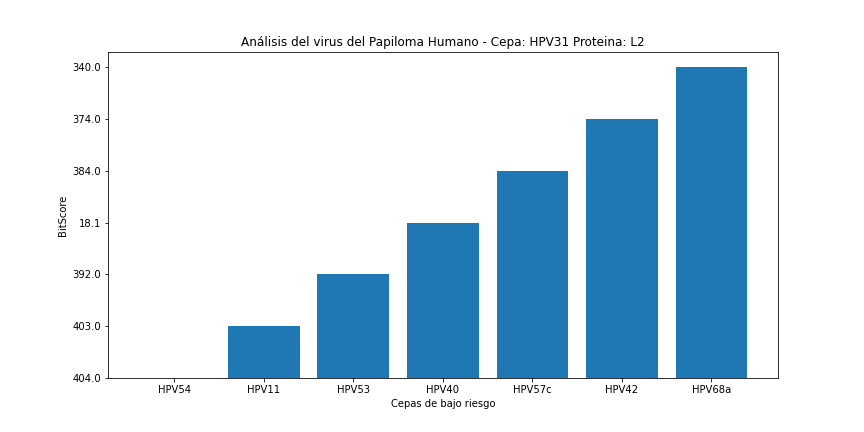 Análisis del virus del Papiloma Humano - Cepa: HPV31 Proteina: L2
340.0
374.0
384.0
18.1
392.0
403.0
404.0
BitScore
HPV54 HPV11 HPV53 HPV40 HPV57c HPV42 HPV68a
Cepas de bajo riesgo